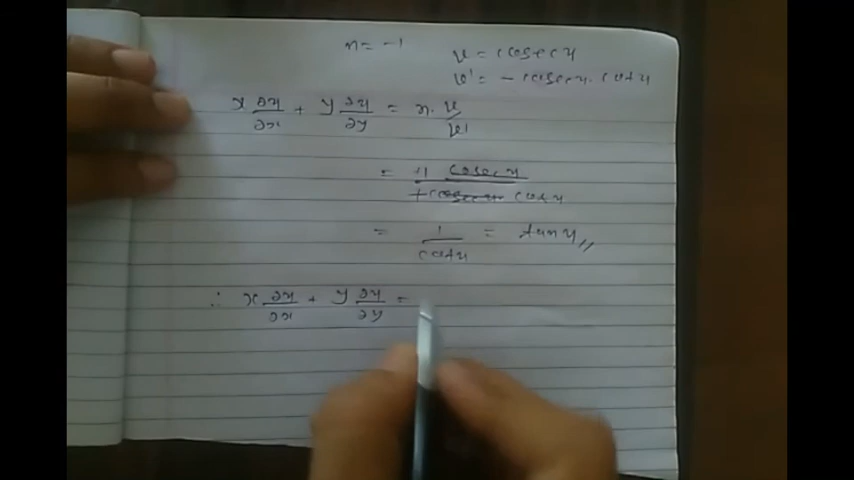 n = -1 v = cosec u
v' = - cosec u . cot u
x ∂u/∂x + y ∂u/∂y = n. v/v'
= +1 cosec u / + cosec u cot u
= 1/cot u = tan u //
∴ x ∂u/∂x + y ∂u/∂y =